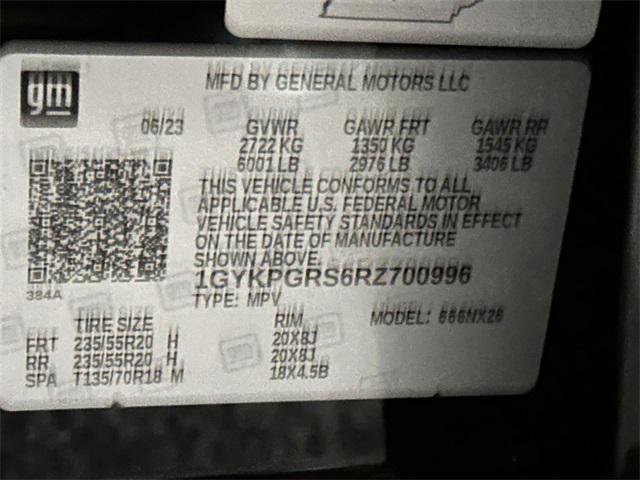 gm
MFD BY GENERAL MOTORS LLC
06/23 GVWR GAWR FRT GAWR RR
2722 KG 1350 KG 1545 KG
6001 LB 2976 LB 3406 LB
THIS VEHICLE CONFORMS TO ALL
APPLICABLE U.S. FEDERAL MOTOR
VEHICLE SAFETY STANDARDS IN EFFECT
ON THE DATE OF MANUFACTURE
SHOWN ABOVE.
384A 1GYKPGRS6RZ700996
TYPE: MPV
TIRE SIZE RIM MODEL: 666NX26
FRT 235/55R20 H 20X8J
RR 235/55R20 H 20X8J
SPA T135/70R18 M 18X4.5B